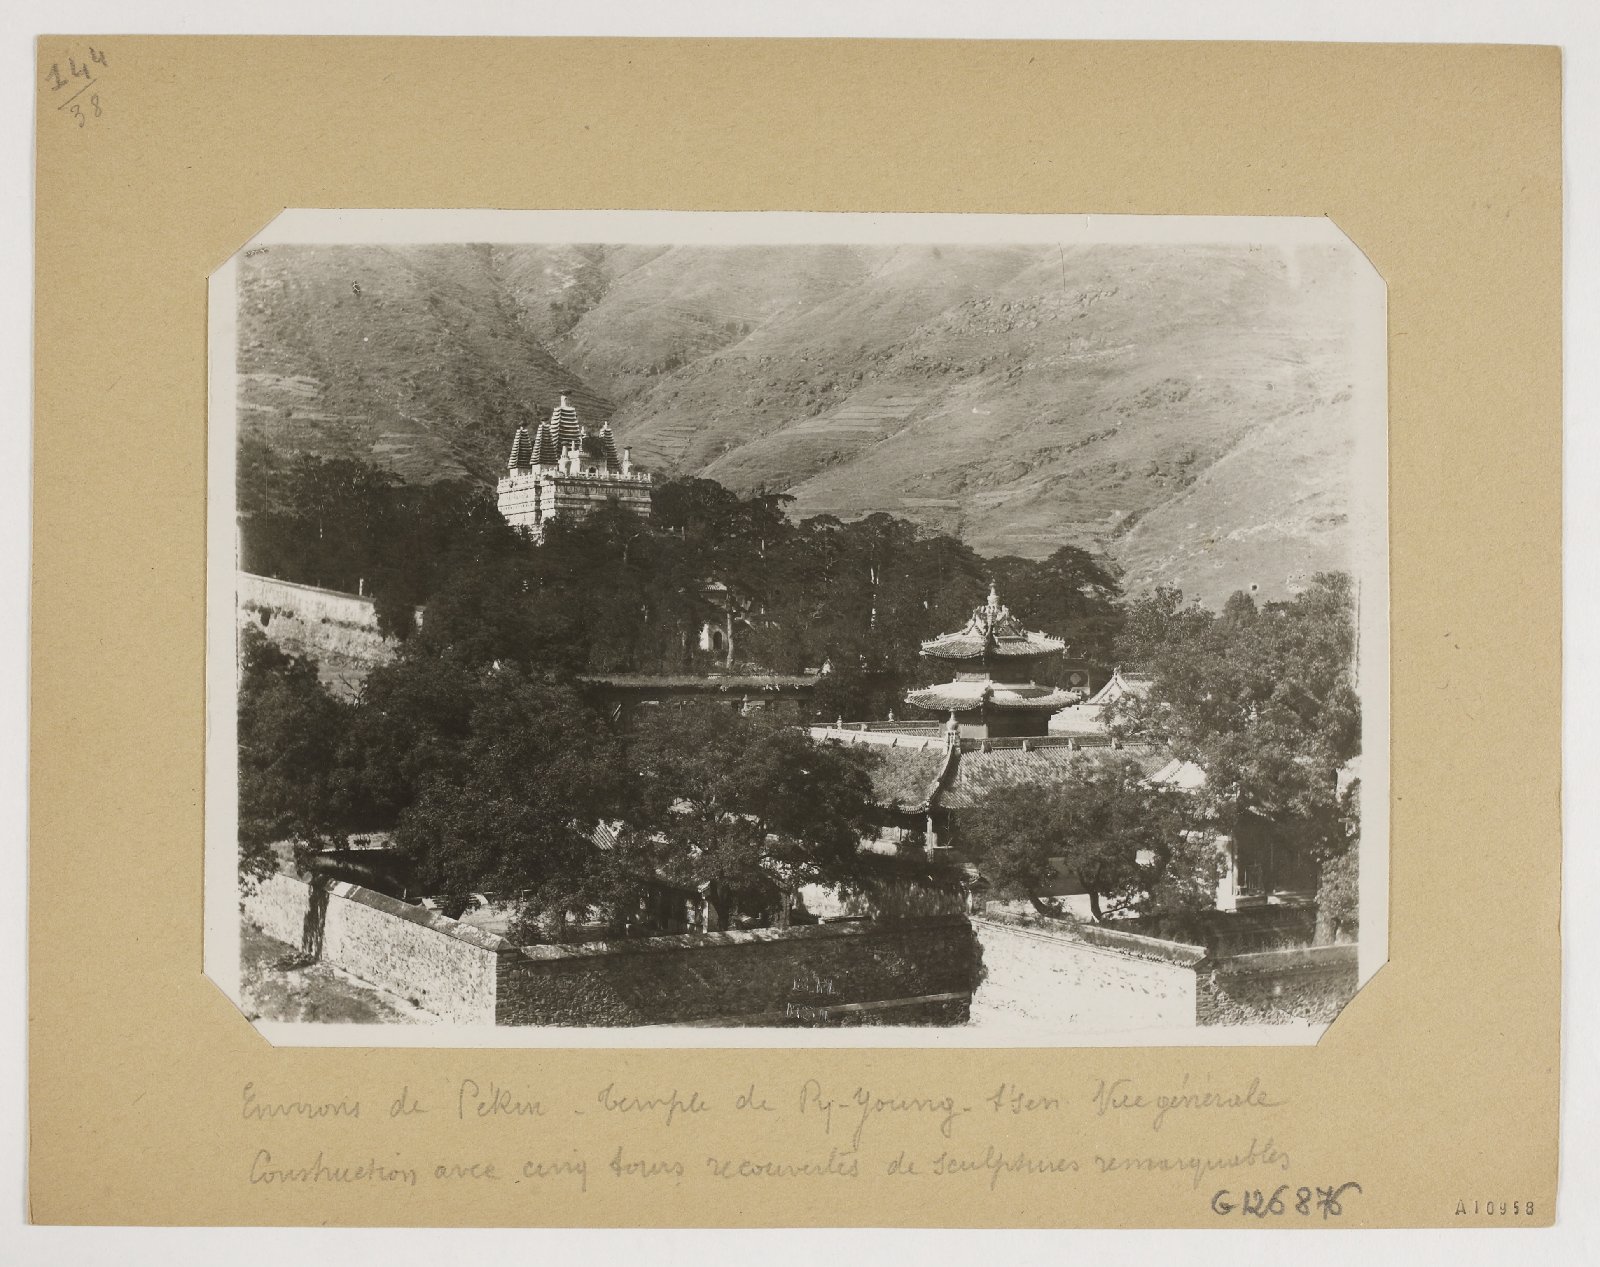 144
38
Environs de Pékin - temple de Py-Young-tsen Vue générale
Construction avec cinq tours recouvertes de sculptures remarquables
G126876
A10958